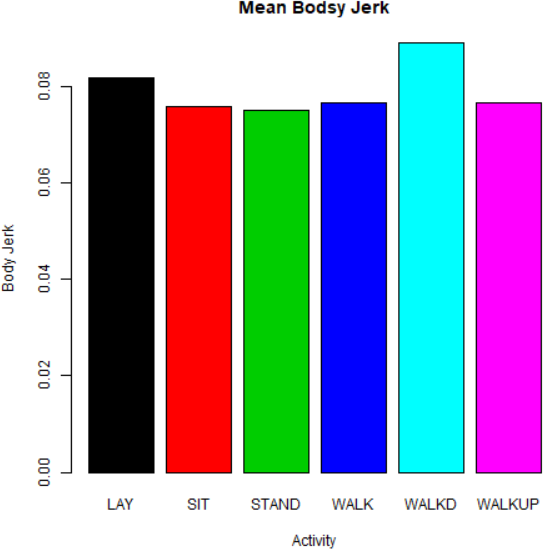 Mean Bodsy Jerk
Body Jerk
0.08
0.06
0.04
0.02
0.00
LAY SIT STAND WALK WALKD WALKUP
Activity